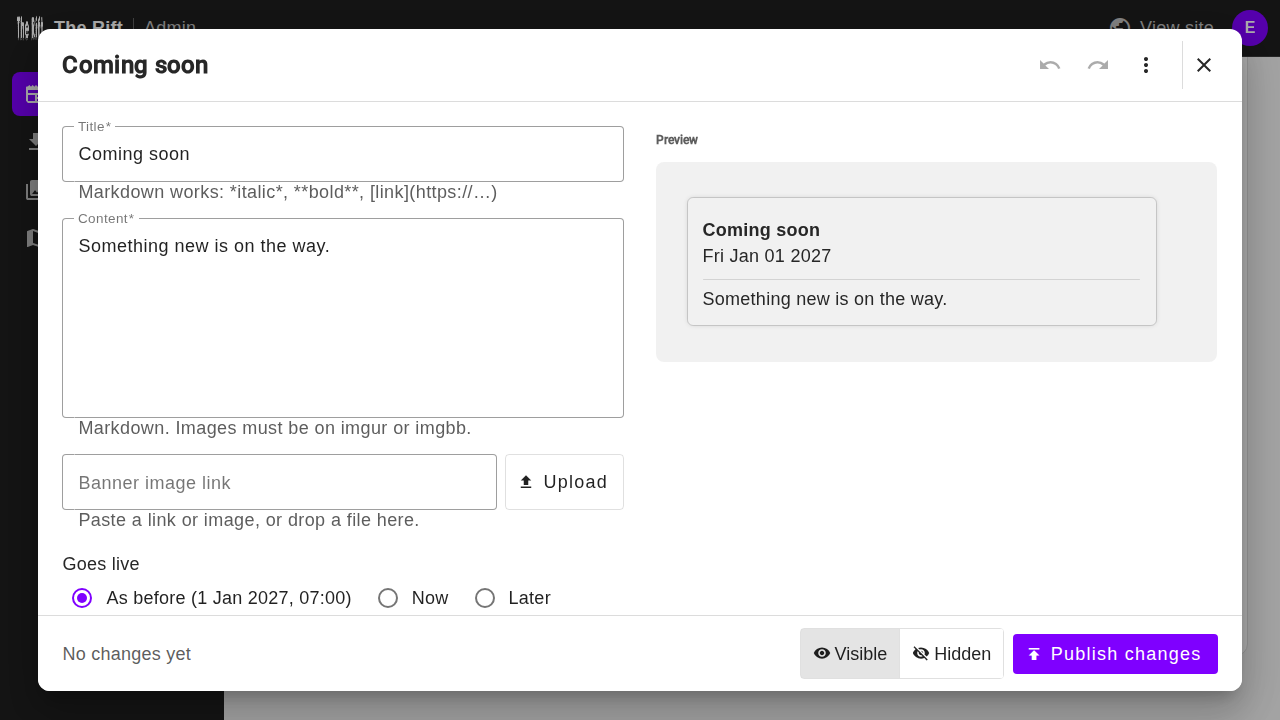 The Rift
The Rift
Admin
View site
E
Coming soon
Title*
Coming soon
Markdown works: *italic*, **bold**, [link](https://…)
Content*
Something new is on the way.
Markdown. Images must be on imgur or imgbb.
Banner image link
Upload
Paste a link or image, or drop a file here.
Goes live
As before (1 Jan 2027, 07:00)
Now
Later
Preview
Coming soon
Fri Jan 01 2027
Something new is on the way.
No changes yet
Visible
Hidden
Publish changes